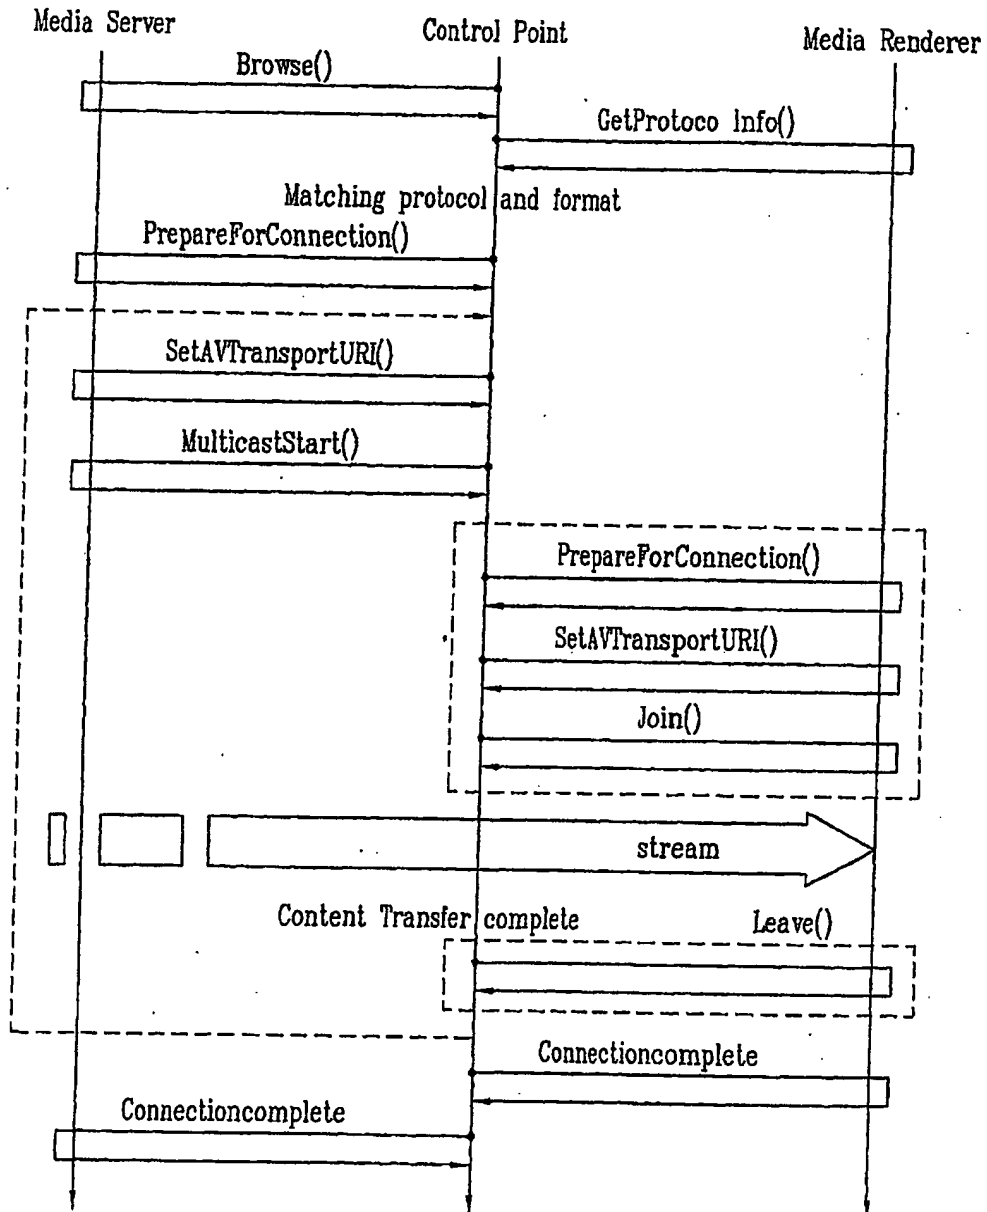 Media Server
Control Point
Media Renderer
Browse()
GetProtoco Info()
Matching protocol and format
PrepareForConnection()
SetAVTransportURI()
MulticastStart()
PrepareForConnection()
SetAVTransportURI()
Join()
stream
Content Transfer complete
Leave()
Connectioncomplete
Connectioncomplete